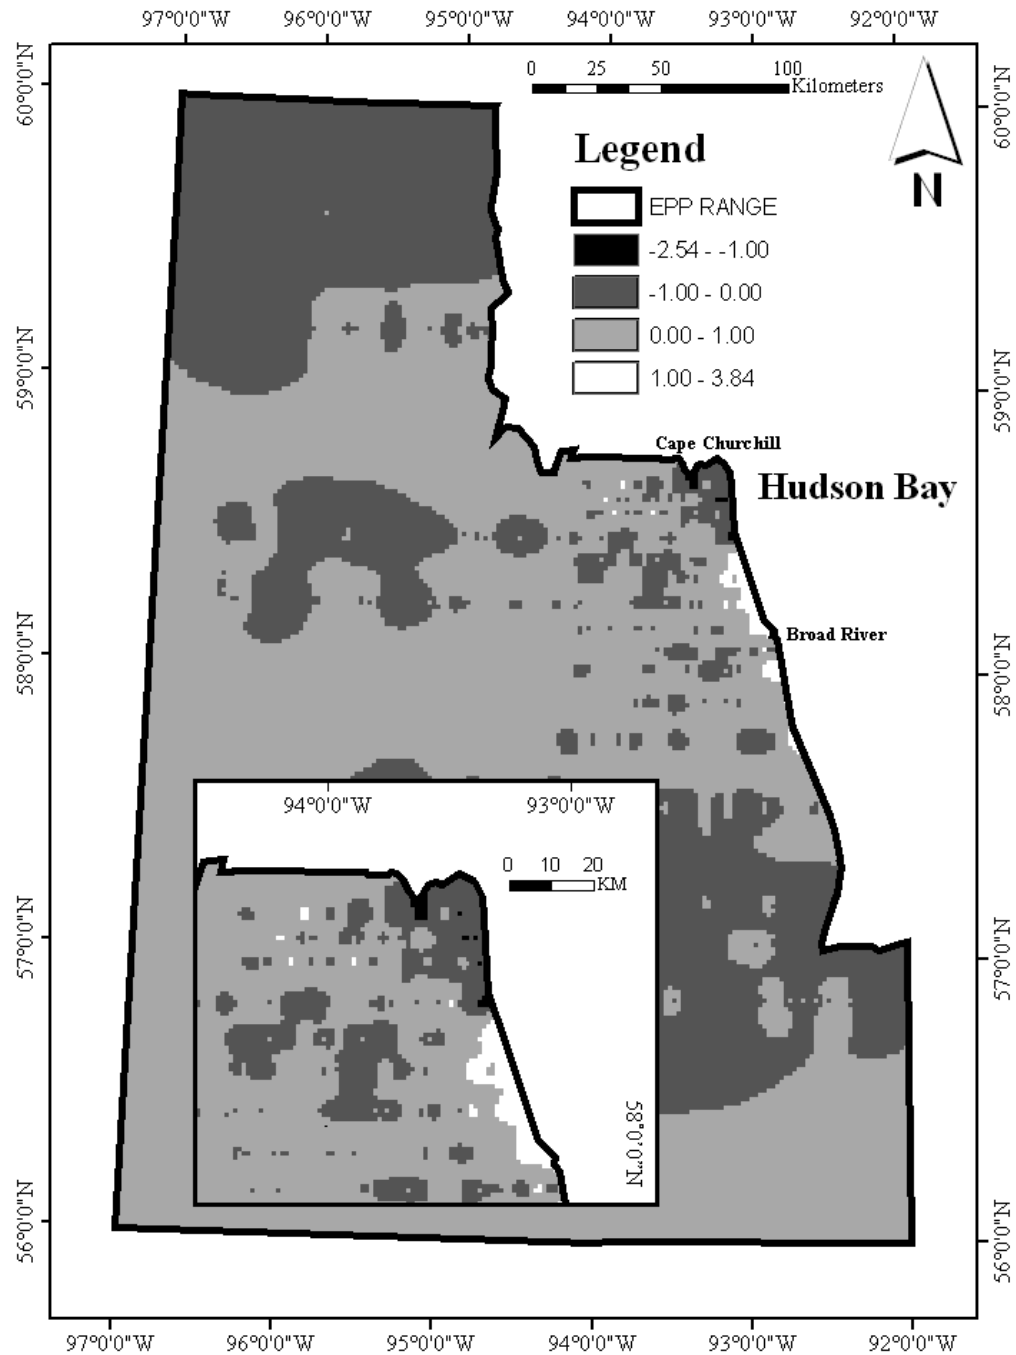 97°0'0"W 96°0'0"W 95°0'0"W 94°0'0"W 93°0'0"W 92°0'0"W
60°0'0"N
60°0'0"N
0 25 50 100
Kilometers
N
Legend
EPP RANGE
-2.54 - -1.00
-1.00 - 0.00
0.00 - 1.00
1.00 - 3.84
59°0'0"N
59°0'0"N
Cape Churchill
Hudson Bay
Broad River
58°0'0"N
58°0'0"N
94°0'0"W 93°0'0"W
0 10 20
KM
58°0'0"N
57°0'0"N
57°0'0"N
56°0'0"N
56°0'0"N
97°0'0"W 96°0'0"W 95°0'0"W 94°0'0"W 93°0'0"W 92°0'0"W